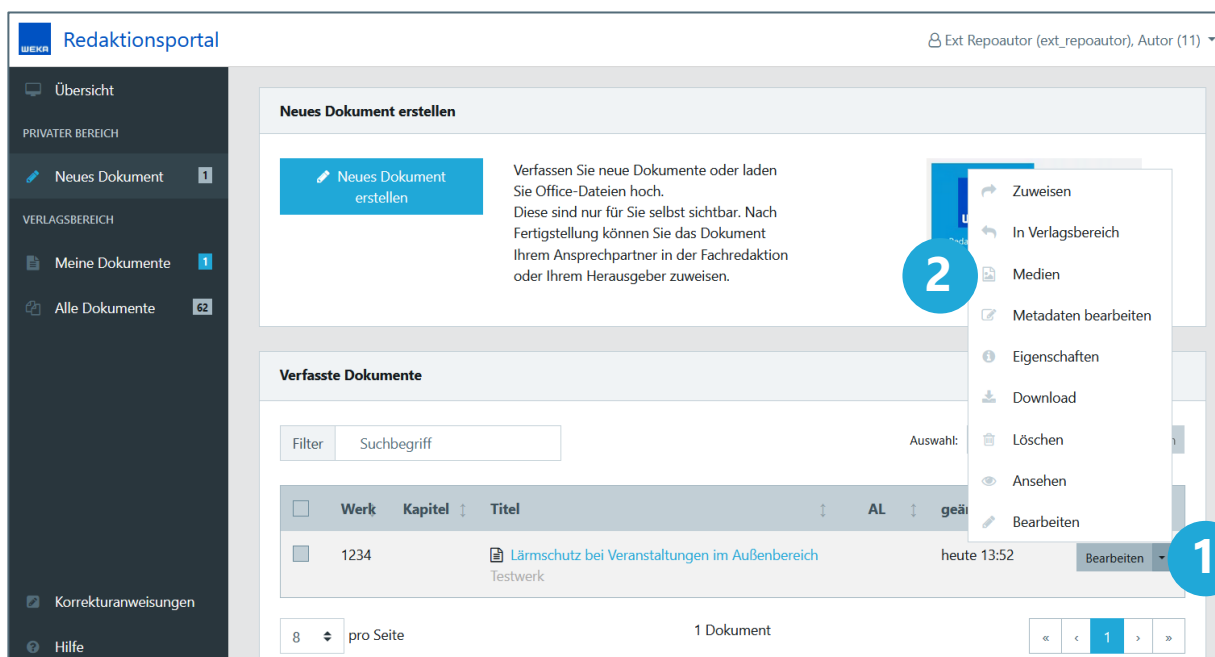 WEKA
Redaktionsportal
Ext Repoautor (ext_repoautor), Autor (11)
Übersicht
PRIVATER BEREICH
Neues Dokument 1
VERLAGSBEREICH
Meine Dokumente 1
Alle Dokumente 62
Korrekturanweisungen
Hilfe
Neues Dokument erstellen
Neues Dokument
erstellen
Verfassen Sie neue Dokumente oder laden
Sie Office-Dateien hoch.
Diese sind nur für Sie selbst sichtbar. Nach
Fertigstellung können Sie das Dokument
Ihrem Ansprechpartner in der Fachredaktion
oder Ihrem Herausgeber zuweisen.
2
Zuweisen
In Verlagsbereich
Medien
Metadaten bearbeiten
Eigenschaften
Download
Löschen
Ansehen
Bearbeiten
Verfasste Dokumente
Filter Suchbegriff
Auswahl:
Werk Kapitel Titel AL
1234 Lärmschutz bei Veranstaltungen im Außenbereich heute 13:52 Bearbeiten 1
Testwerk
8 pro Seite 1 Dokument « ‹ 1 › »